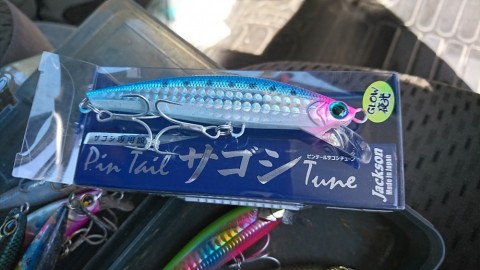 GLOW
夜光
サゴシ専用設計
Pin Tail サゴシ Tune
ピンテールサゴシチューン
Jackson
Made in Japan